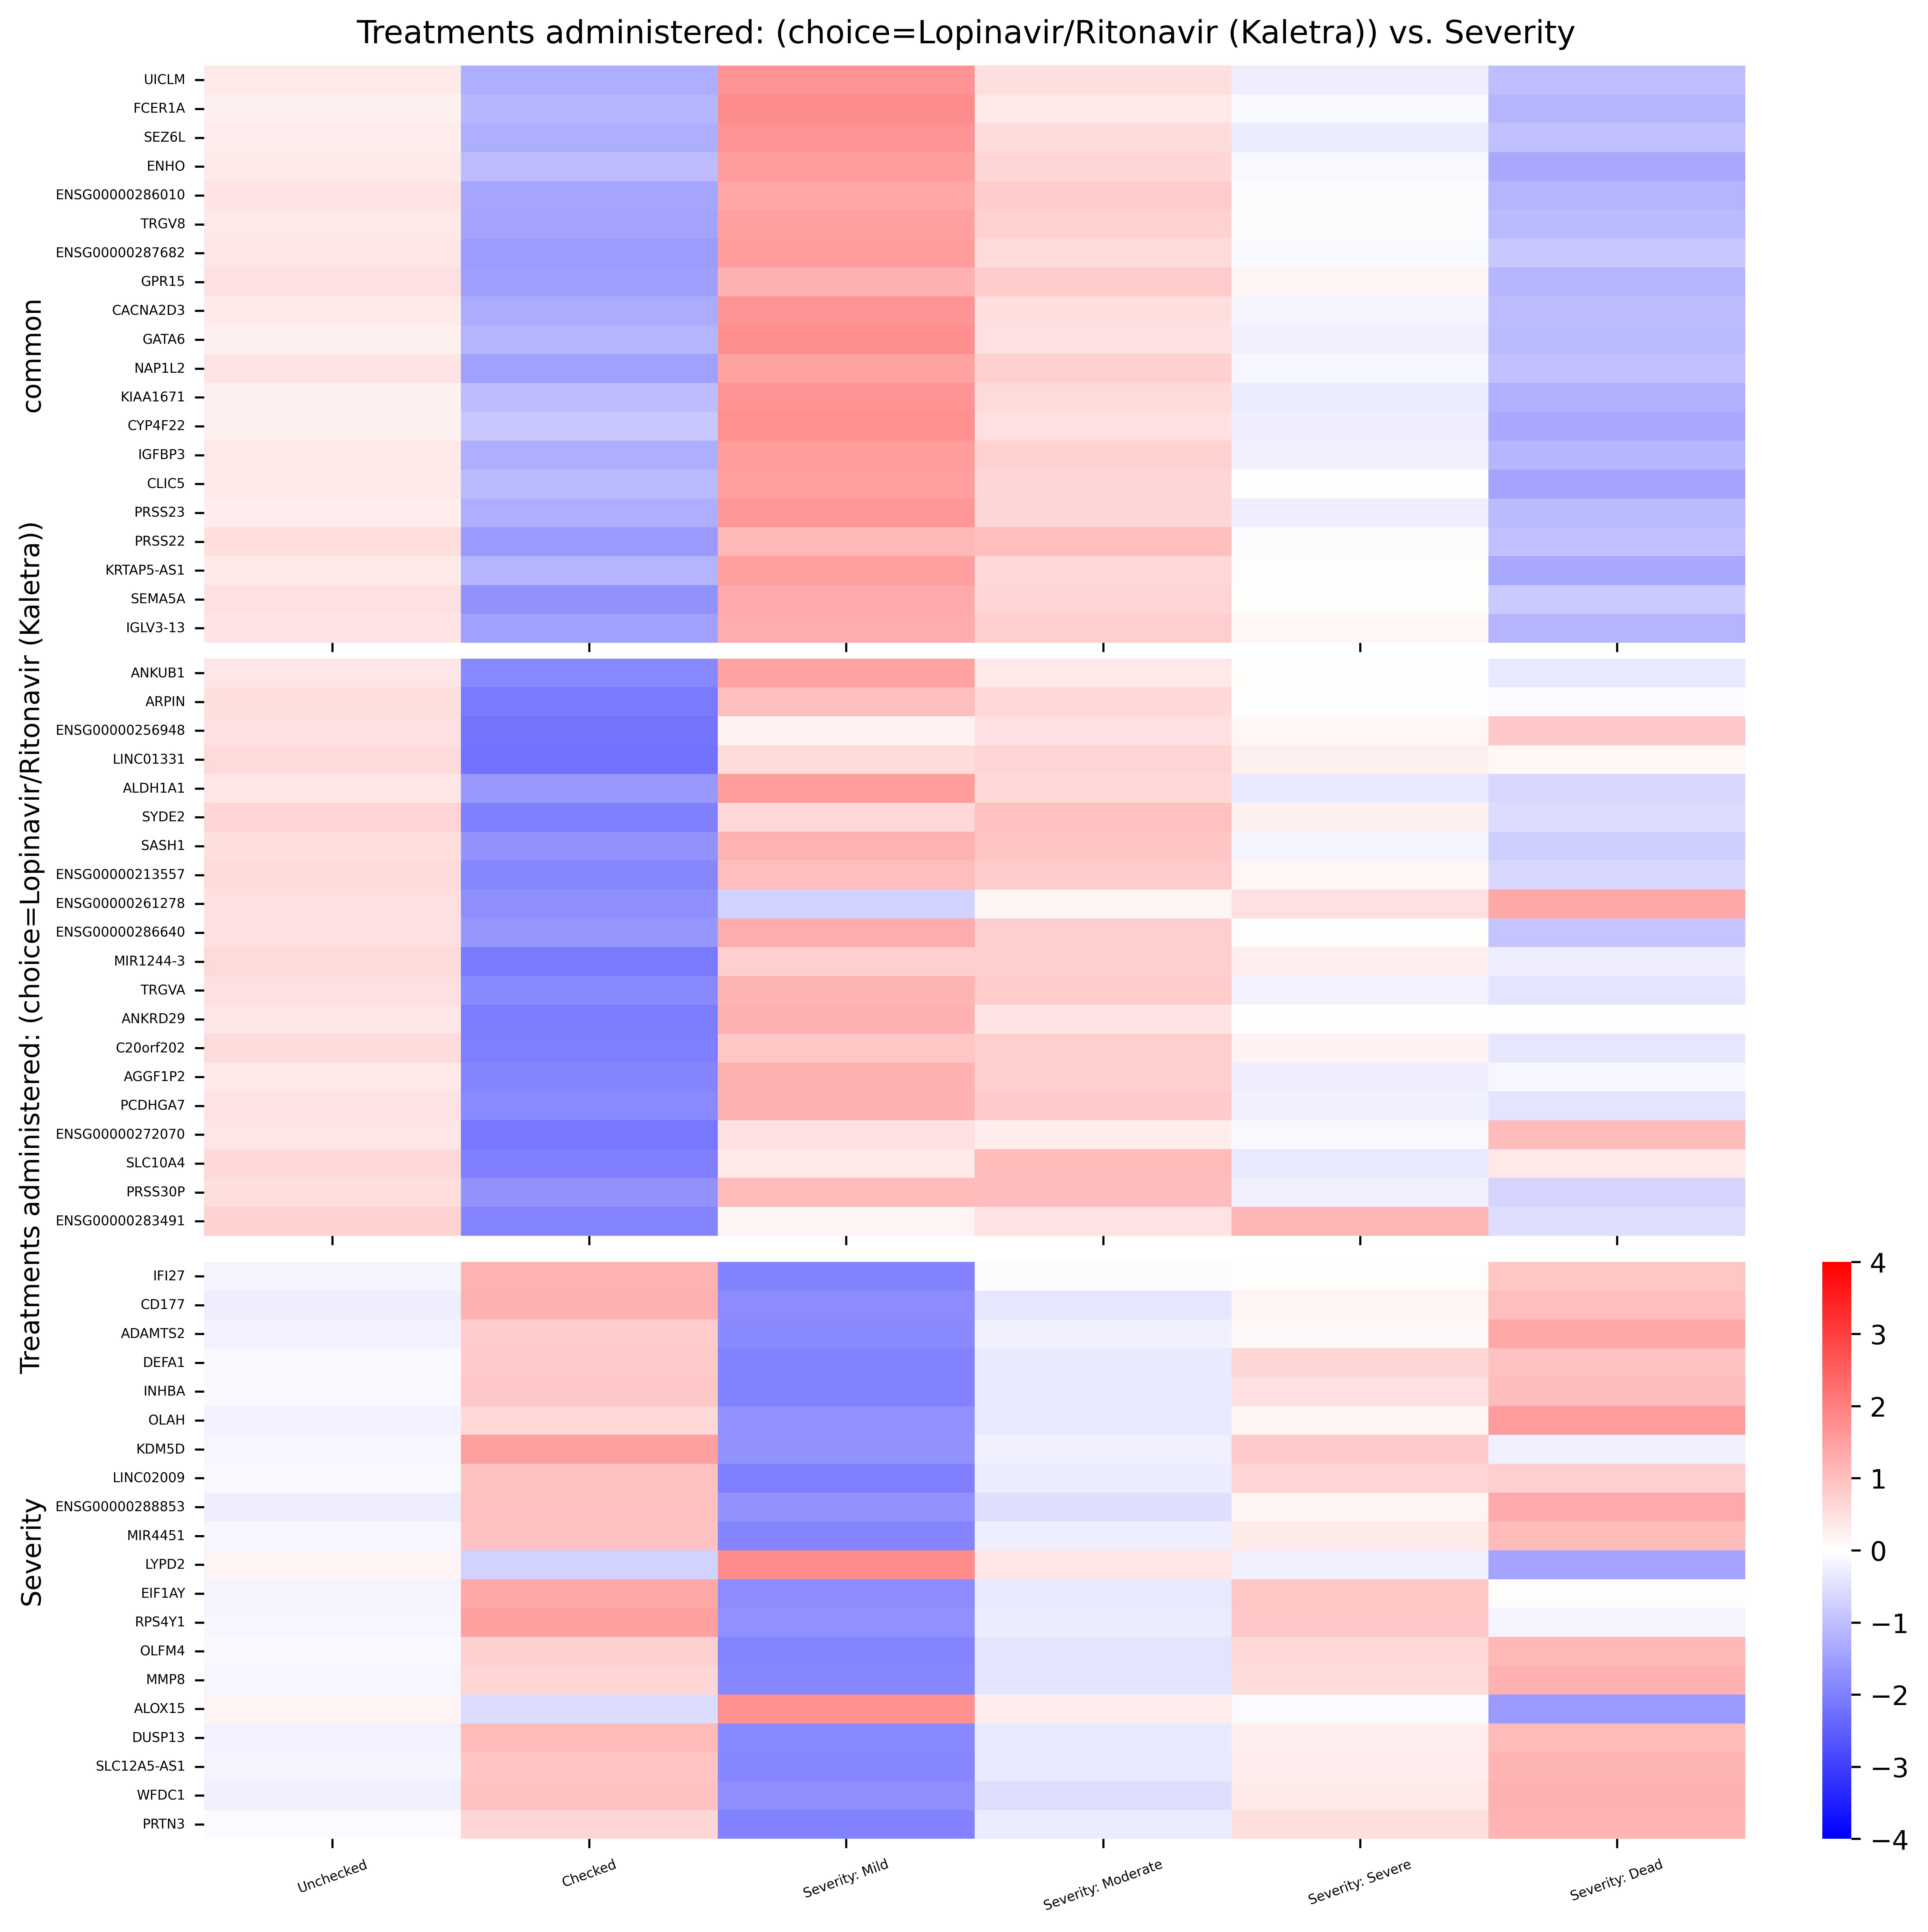 Treatments administered: (choice=Lopinavir/Ritonavir (Kaletra)) vs. Severity
common
UICLM
FCER1A
SEZ6L
ENHO
ENSG00000286010
TRGV8
ENSG00000287682
GPR15
CACNA2D3
GATA6
NAP1L2
KIAA1671
CYP4F22
IGFBP3
CLIC5
PRSS23
PRSS22
KRTAP5-AS1
SEMA5A
IGLV3-13
Treatments administered: (choice=Lopinavir/Ritonavir (Kaletra))
ANKUB1
ARPIN
ENSG00000256948
LINC01331
ALDH1A1
SYDE2
SASH1
ENSG00000213557
ENSG00000261278
ENSG00000286640
MIR1244-3
TRGVA
ANKRD29
C20orf202
AGGF1P2
PCDHGA7
ENSG00000272070
SLC10A4
PRSS30P
ENSG00000283491
Severity
IFI27
CD177
ADAMTS2
DEFA1
INHBA
OLAH
KDM5D
LINC02009
ENSG00000288853
MIR4451
LYPD2
EIF1AY
RPS4Y1
OLFM4
MMP8
ALOX15
DUSP13
SLC12A5-AS1
WFDC1
PRTN3
Unchecked
Checked
Severity: Mild
Severity: Moderate
Severity: Severe
Severity: Dead
4
3
2
1
0
−1
−2
−3
−4